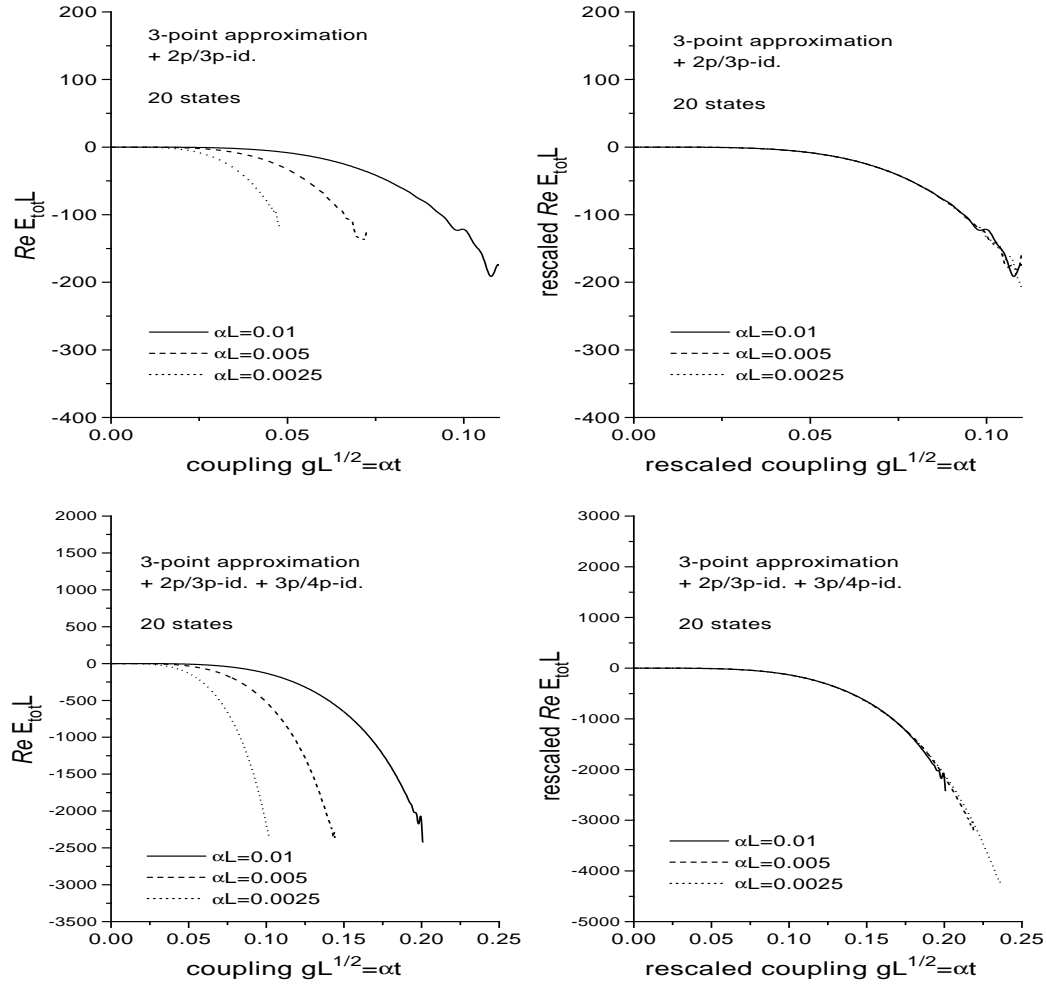 200
100
0
-100
-200
-300
-400
0.00
0.05
0.10
Re E_tot L
coupling gL^1/2=αt
3-point approximation
+ 2p/3p-id.
20 states
αL=0.01
αL=0.005
αL=0.0025
200
100
0
-100
-200
-300
-400
0.00
0.05
0.10
rescaled Re E_tot L
rescaled coupling gL^1/2=αt
3-point approximation
+ 2p/3p-id.
20 states
αL=0.01
αL=0.005
αL=0.0025
2000
1750
1500
1250
1000
750
500
250
0
-250
-500
-750
-1000
-1250
-1500
-1750
-2000
-2250
-2500
-3000
-3500
0.00
0.05
0.10
0.15
0.20
0.25
Re E_tot L
coupling gL^1/2=αt
3-point approximation
+ 2p/3p-id. + 3p/4p-id.
20 states
αL=0.01
αL=0.005
αL=0.0025
3000
2000
1000
0
-1000
-2000
-3000
-4000
-5000
0.00
0.05
0.10
0.15
0.20
0.25
rescaled Re E_tot L
rescaled coupling gL^1/2=αt
3-point approximation
+ 2p/3p-id. + 3p/4p-id.
20 states
αL=0.01
αL=0.005
αL=0.0025